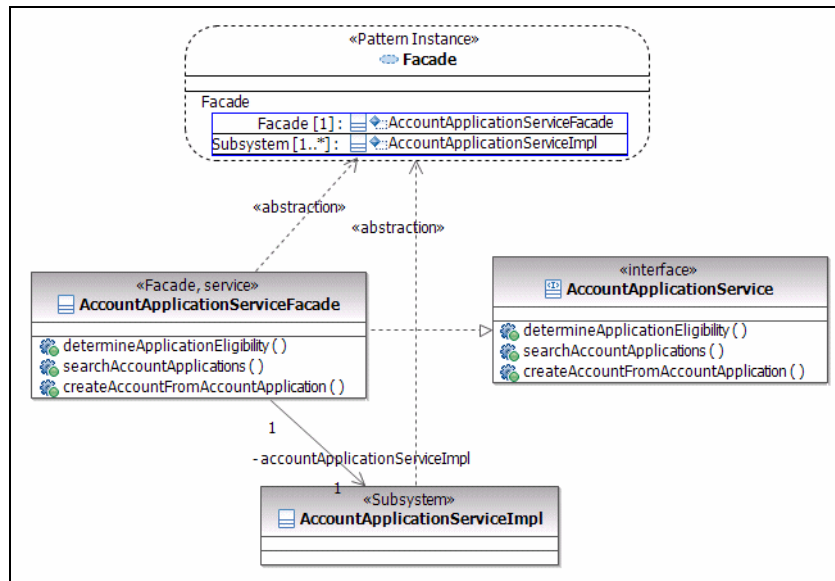 «Pattern Instance»
Facade
Facade
Facade [1] : AccountApplicationServiceFacade
Subsystem [1..*] : AccountApplicationServiceImpl
«abstraction»
«abstraction»
«Facade, service»
AccountApplicationServiceFacade
determineApplicationEligibility ( )
searchAccountApplications ( )
createAccountFromAccountApplication ( )
«interface»
AccountApplicationService
determineApplicationEligibility ( )
searchAccountApplications ( )
createAccountFromAccountApplication ( )
1
- accountApplicationServiceImpl
1
«Subsystem»
AccountApplicationServiceImpl